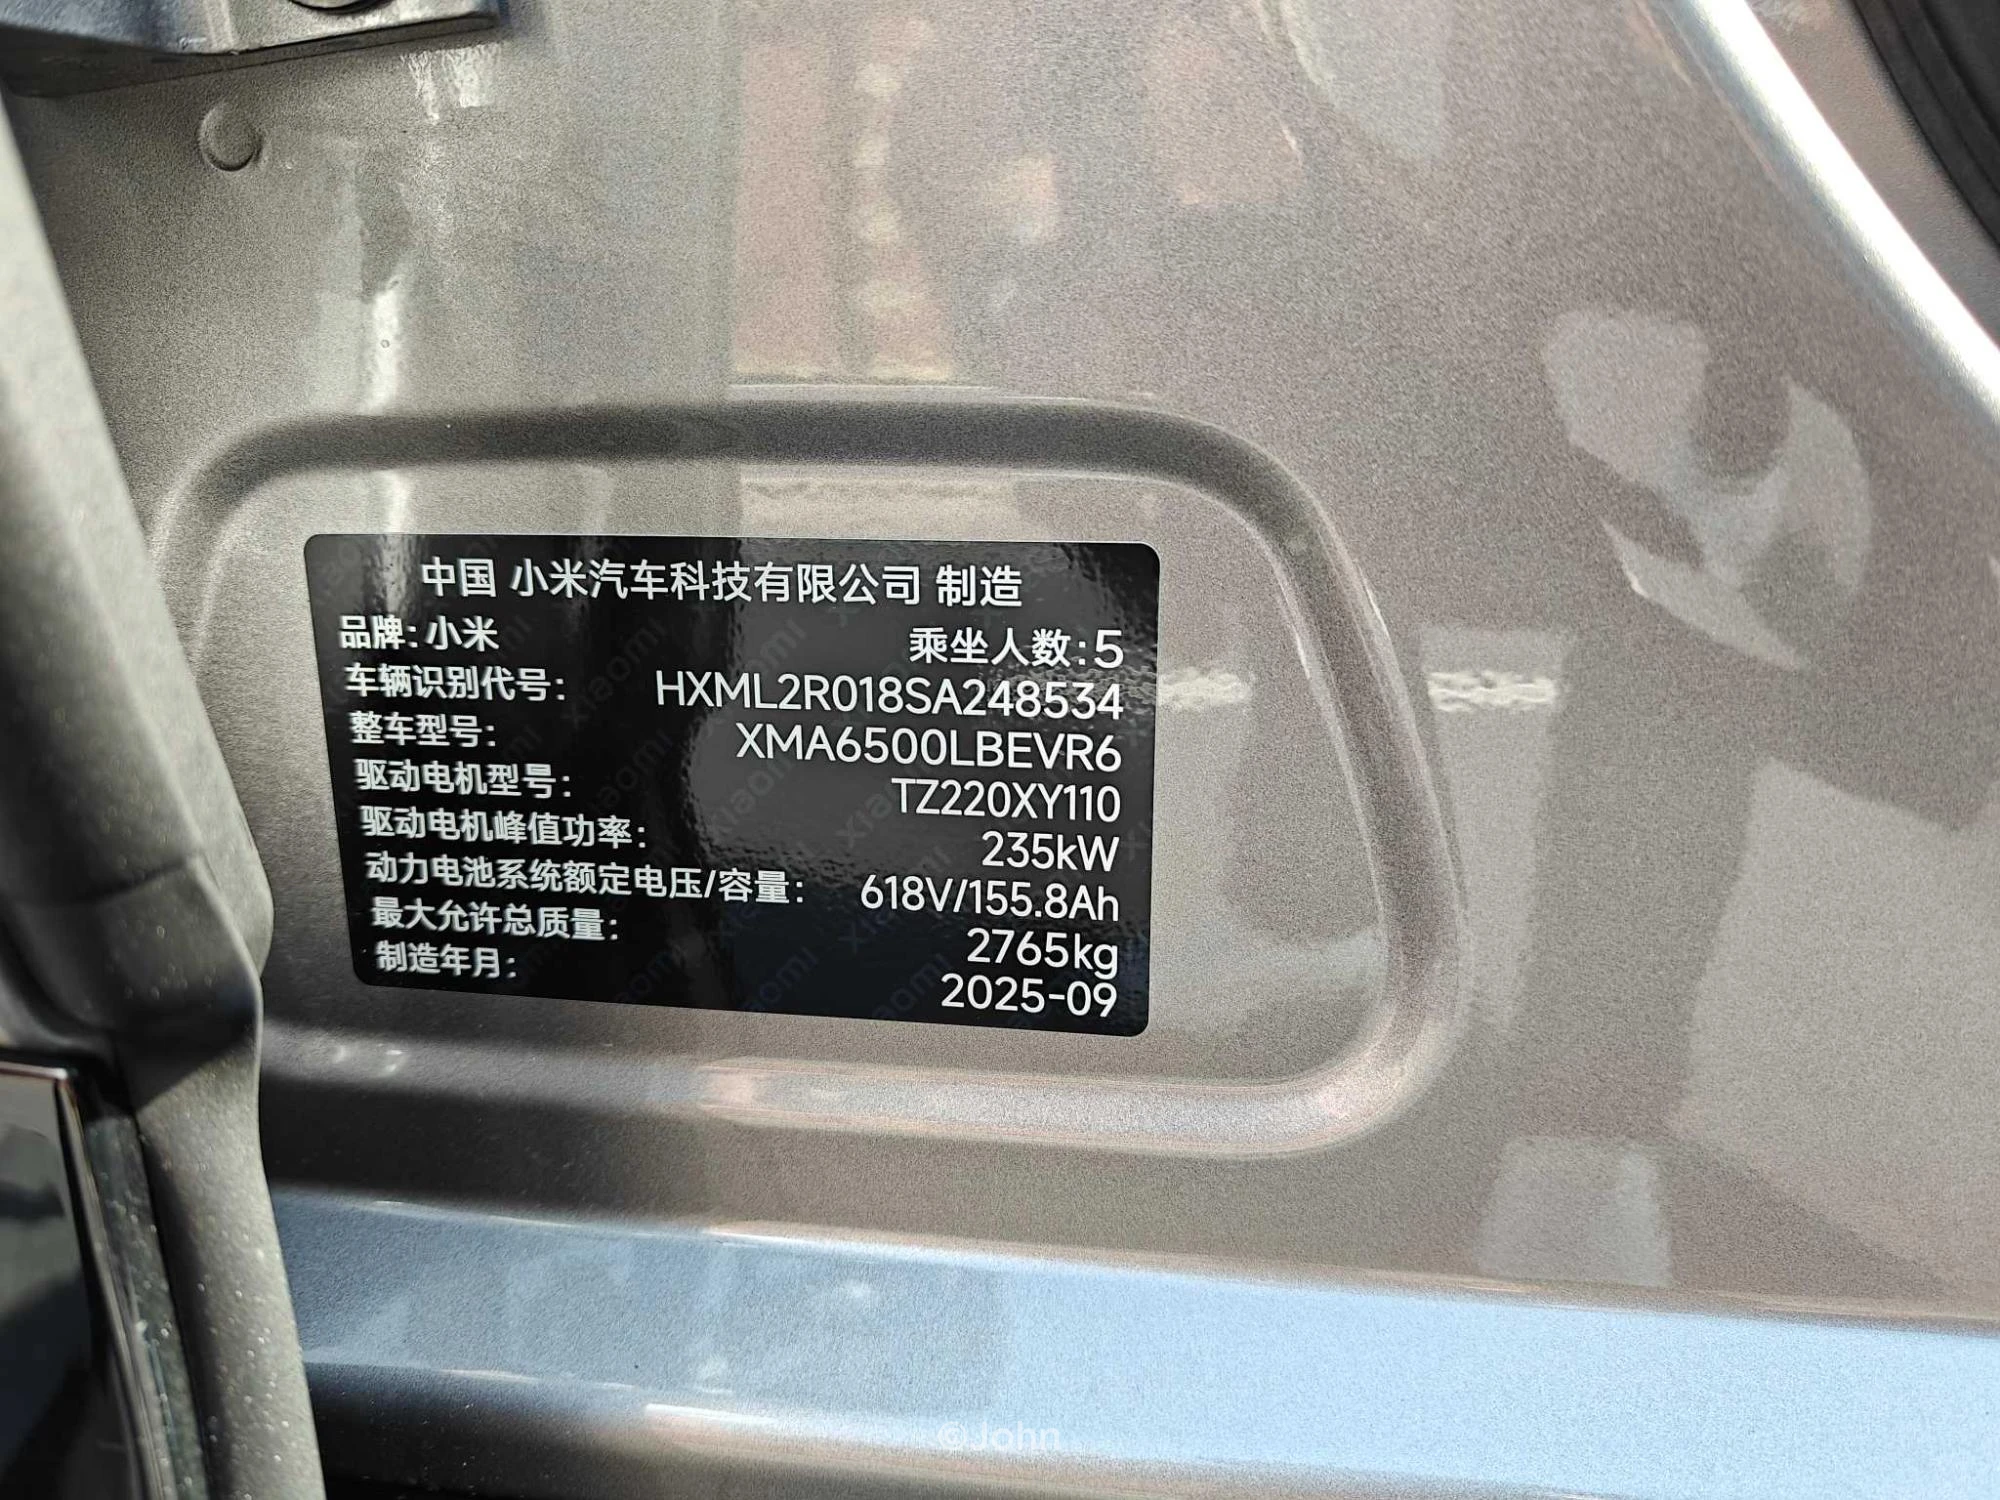 中国 小米汽车科技有限公司 制造
品牌:小米 乘坐人数:5
车辆识别代号: HXML2R018SA248534
整车型号: XMA6500LBEVR6
驱动电机型号: TZ220XY110
驱动电机峰值功率: 235kW
动力电池系统额定电压/容量: 618V/155.8Ah
最大允许总质量: 2765kg
制造年月: 2025-09
©John